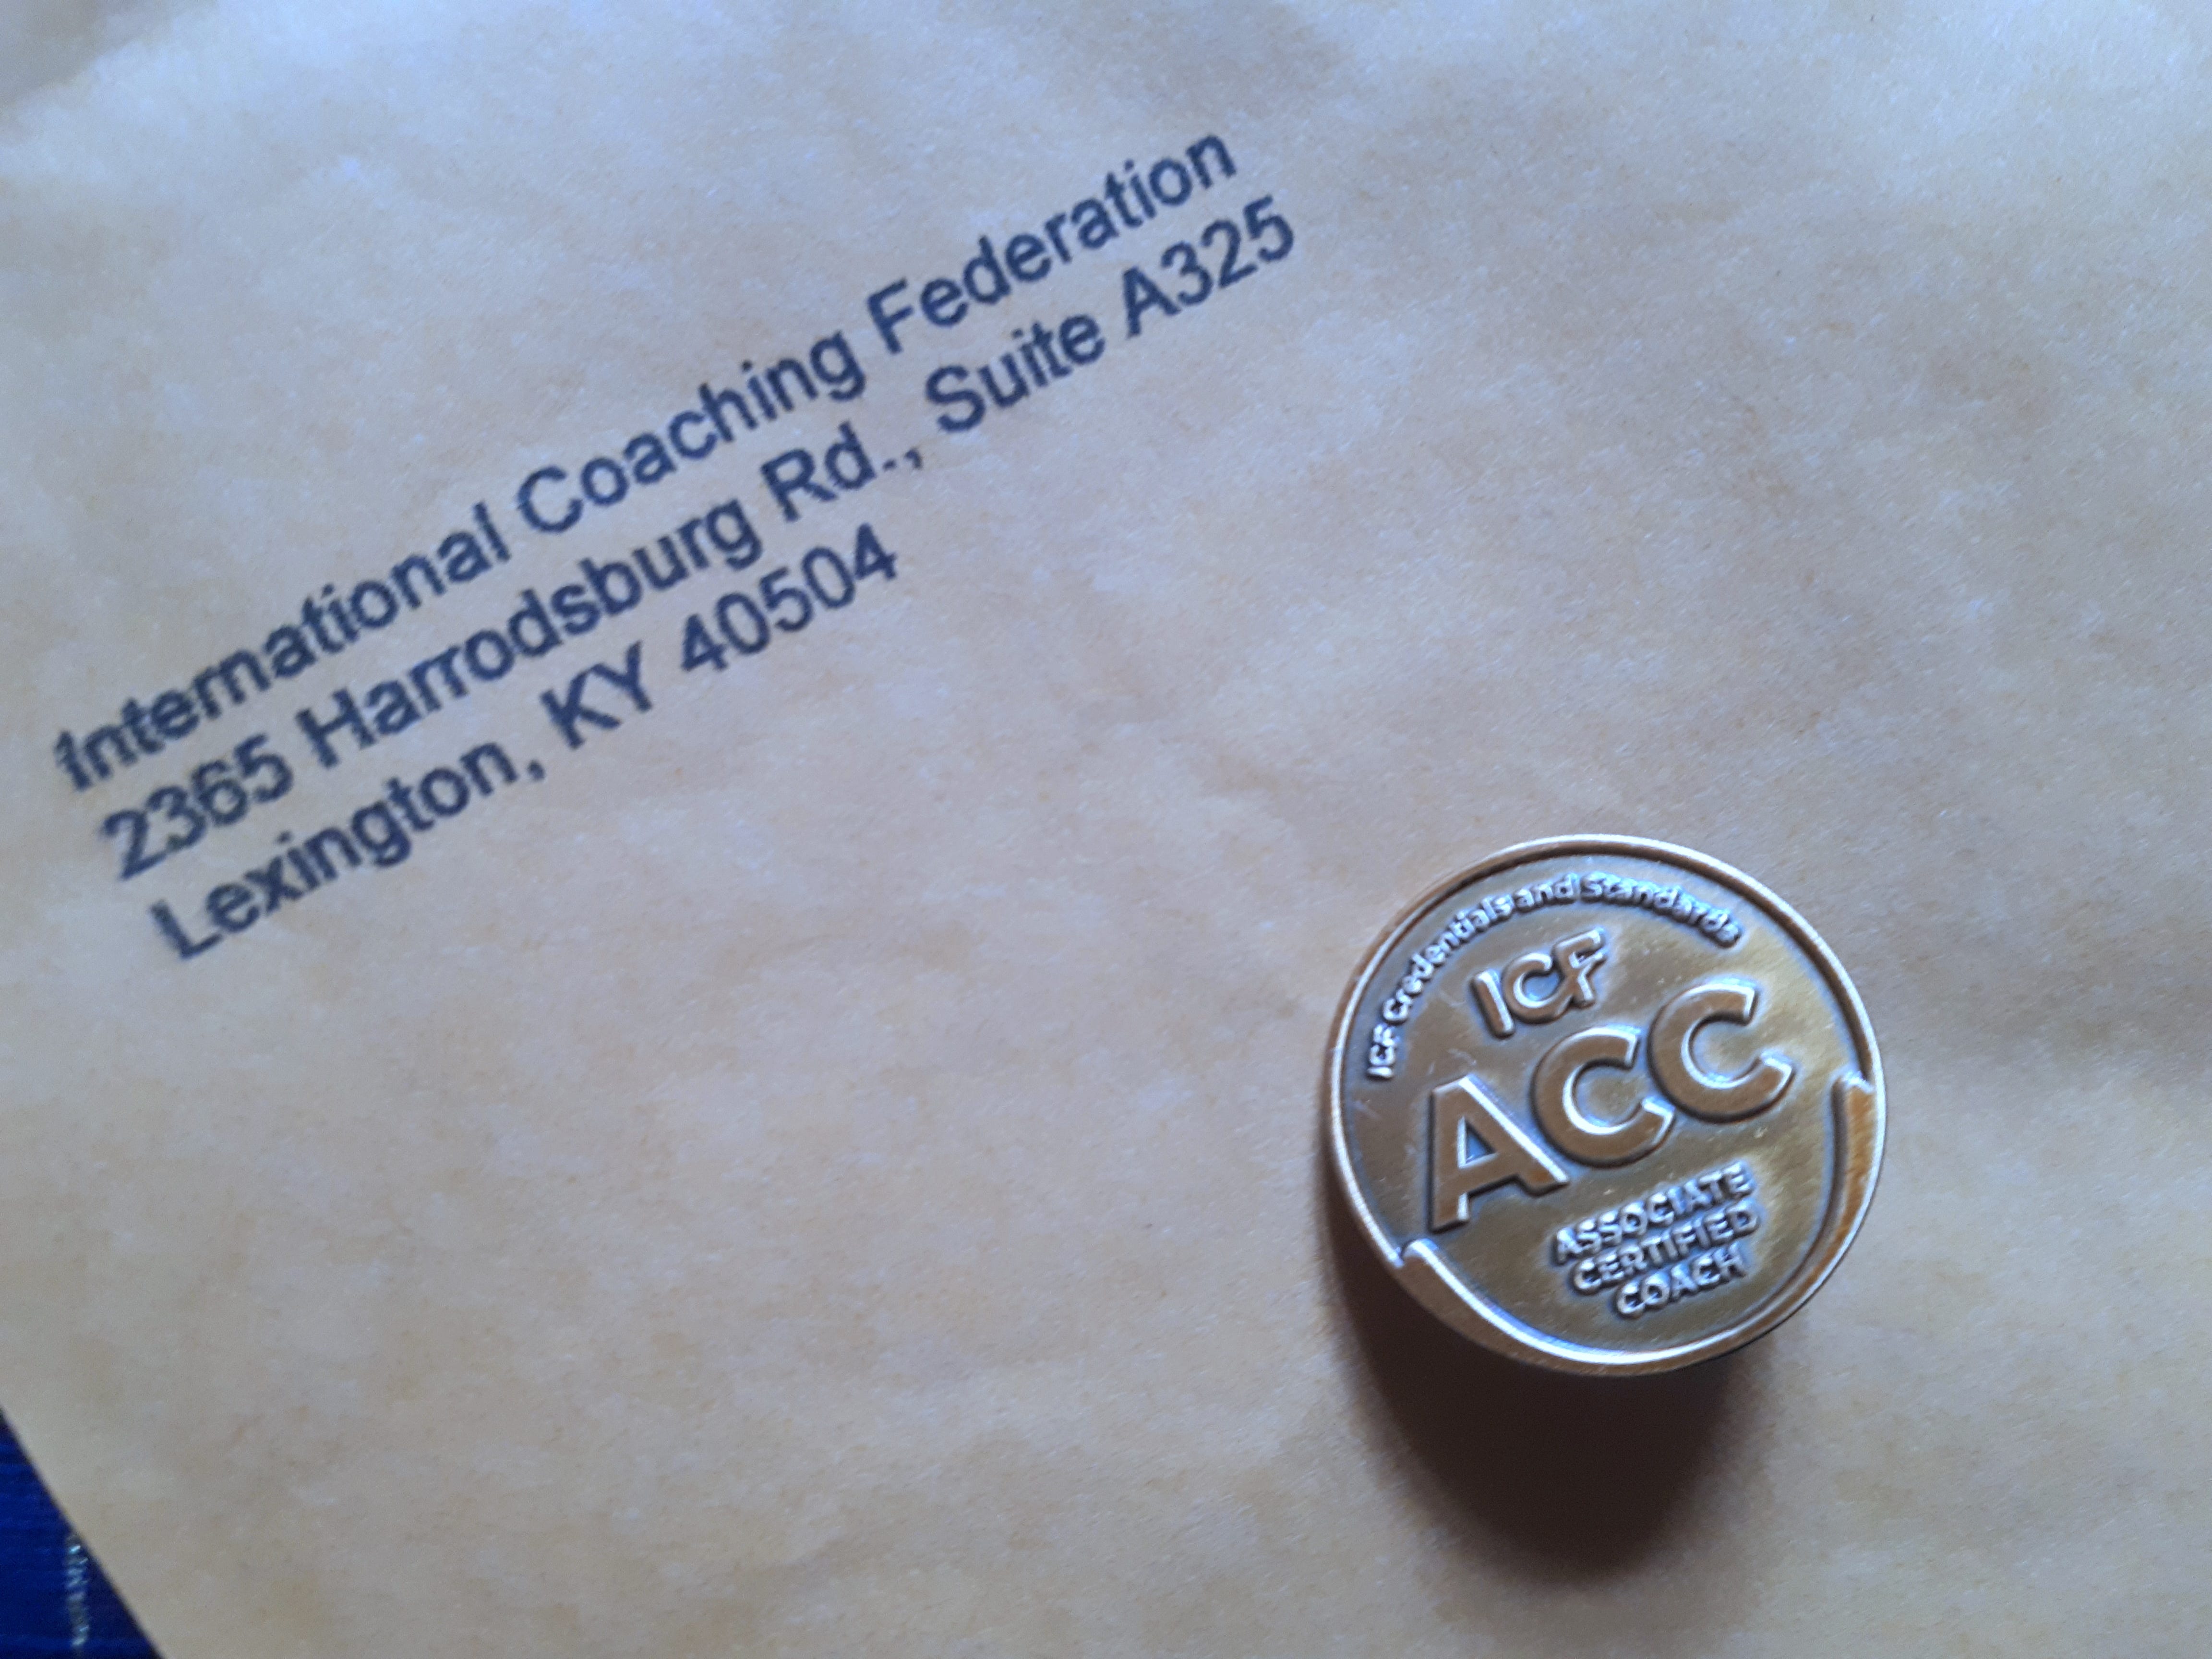 International Coaching Federation
2365 Harrodsburg Rd., Suite A325
Lexington, KY 40504
ICF Credentials and Standards
ICF
ACC
ASSOCIATE
CERTIFIED
COACH